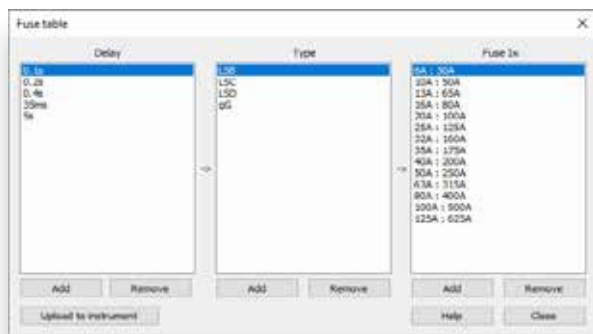 Fuse table
Delay
0.1s
0.2s
0.4s
35ms
5s
Add
Remove
Type
LSB
LSC
LSD
gG
Add
Remove
Fuse In
6A : 30A
10A : 50A
13A : 65A
16A : 80A
20A : 100A
25A : 125A
32A : 160A
35A : 175A
40A : 200A
50A : 250A
63A : 315A
80A : 400A
100A : 500A
125A : 625A
Add
Remove
Upload to instrument
Help
Close